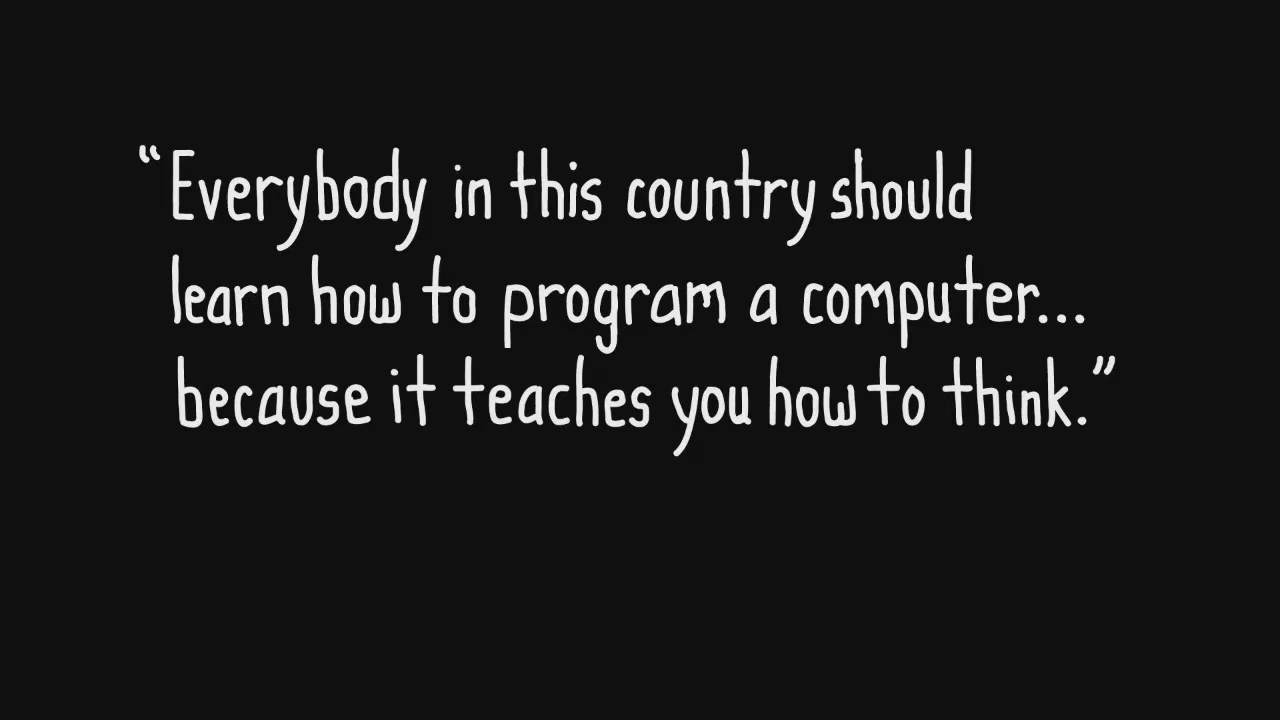 “Everybody in this country should
learn how to program a computer...
because it teaches you how to think.”